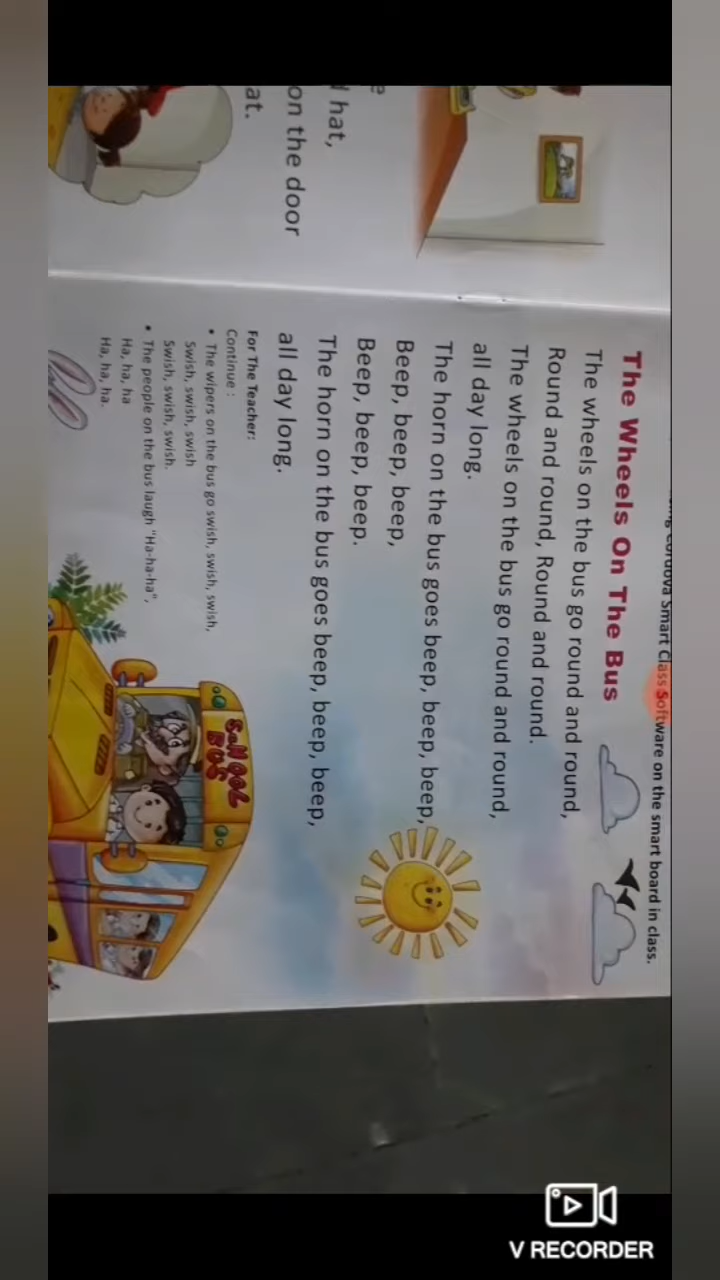 hat,
on the door
at.
Cordova Smart Class Software on the smart board in class.
The Wheels On The Bus
The wheels on the bus go round and round,
Round and round, Round and round.
The wheels on the bus go round and round,
all day long.
The horn on the bus goes beep, beep, beep,
Beep, beep, beep,
Beep, beep, beep.
The horn on the bus goes beep, beep, beep,
all day long.
For The Teacher:
Continue :
• The wipers on the bus go swish, swish, swish,
Swish, swish, swish
Swish, swish, swish.
• The people on the bus laugh "Ha-ha-ha",
Ha, ha, ha
Ha, ha, ha.
SCHOOL
BUS
V RECORDER